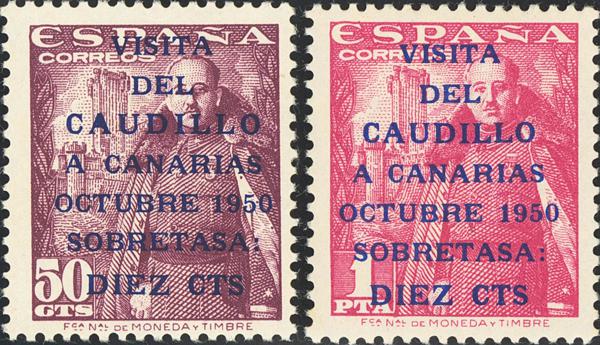 ESPAÑA
CORREOS
VISITA
DEL
CAUDILLO
A CANARIAS
OCTUBRE 1950
SOBRETASA:
DIEZ CTS
50
CTS
FCA NAL DE MONEDA Y TIMBRE
ESPAÑA
CORREOS
VISITA
DEL
CAUDILLO
A CANARIAS
OCTUBRE 1950
SOBRETASA:
DIEZ CTS
1
PTA
FCA NAL DE MONEDA Y TIMBRE